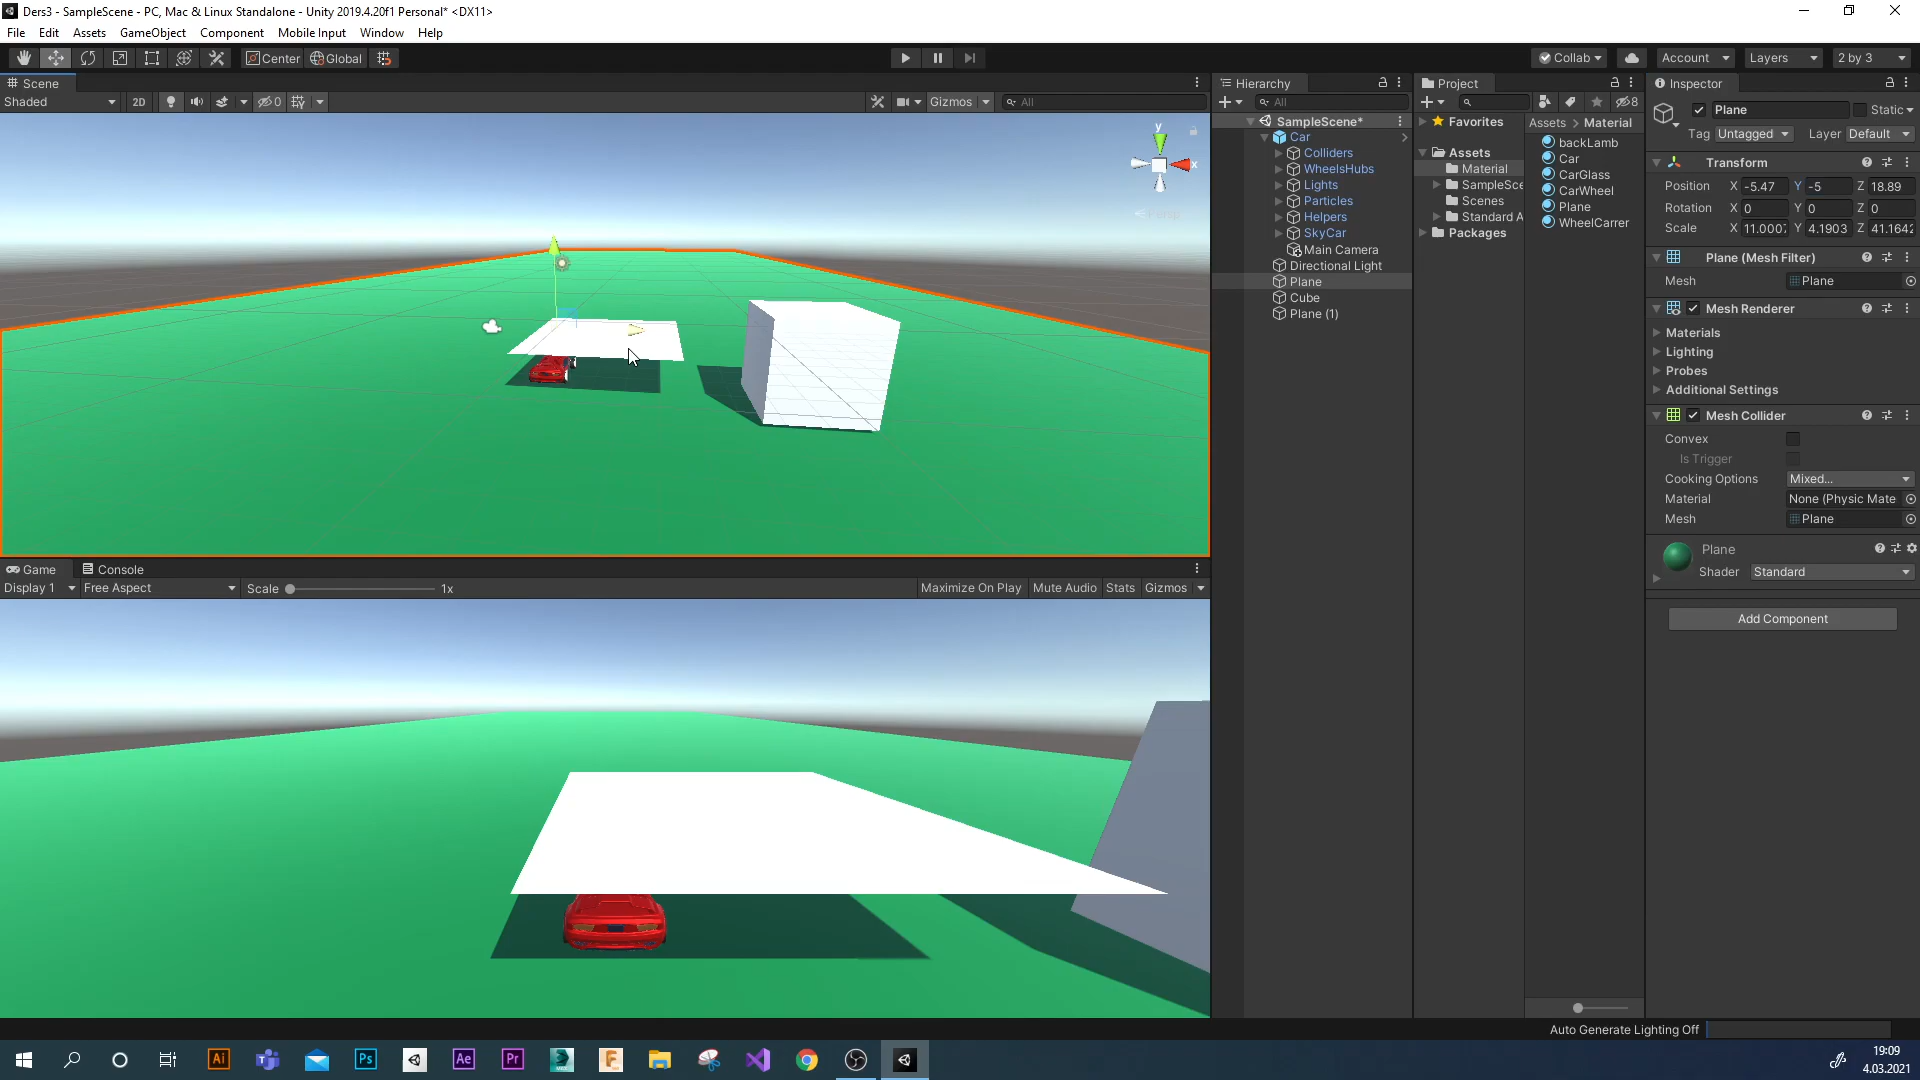 Ders3 - SampleScene - PC, Mac & Linux Standalone - Unity 2019.4.20f1 Personal* <DX11>
File Edit Assets GameObject Component Mobile Input Window Help
Center Global Collab Account Layers 2 by 3
Scene
Shaded 2D 0 Gizmos All
y
x
Game Console
Display 1 Free Aspect Scale 1x Maximize On Play Mute Audio Stats Gizmos
Hierarchy
All
SampleScene*
Car
Colliders
WheelsHubs
Lights
Particles
Helpers
SkyCar
Main Camera
Directional Light
Plane
Cube
Plane (1)
Project
8
Favorites
Assets
Material
SampleSce
Scenes
Standard A
Packages
Assets > Material
backLamb
Car
CarGlass
CarWheel
Plane
WheelCarrer
Inspector
Plane Static
Tag Untagged Layer Default
Transform
Position X -5.47 Y -5 Z 18.89
Rotation X 0 Y 0 Z 0
Scale X 11.0007 Y 4.1903 Z 41.1642
Plane (Mesh Filter)
Mesh Plane
Mesh Renderer
Materials
Lighting
Probes
Additional Settings
Mesh Collider
Convex
Is Trigger
Cooking Options Mixed...
Material None (Physic Mate
Mesh Plane
Plane
Shader Standard
Add Component
Auto Generate Lighting Off
Ai Ps Ae Pr F
19:09
4.03.2021